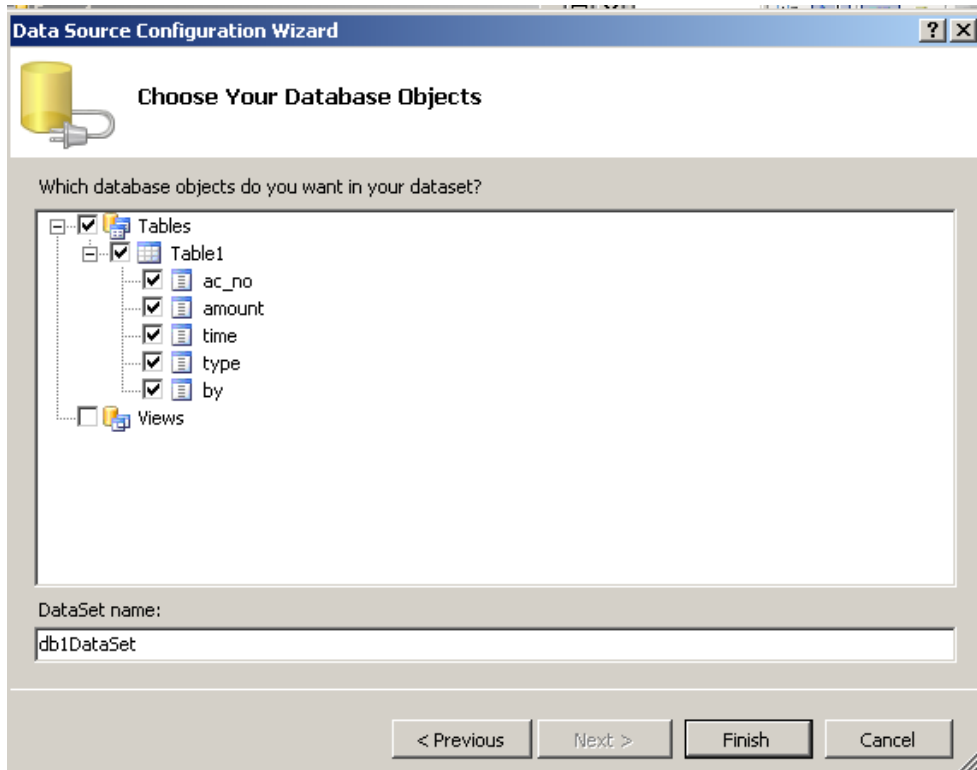 Data Source Configuration Wizard
Choose Your Database Objects
Which database objects do you want in your dataset?
Tables
Table1
ac_no
amount
time
type
by
Views
DataSet name:
db1DataSet
< Previous Next > Finish Cancel